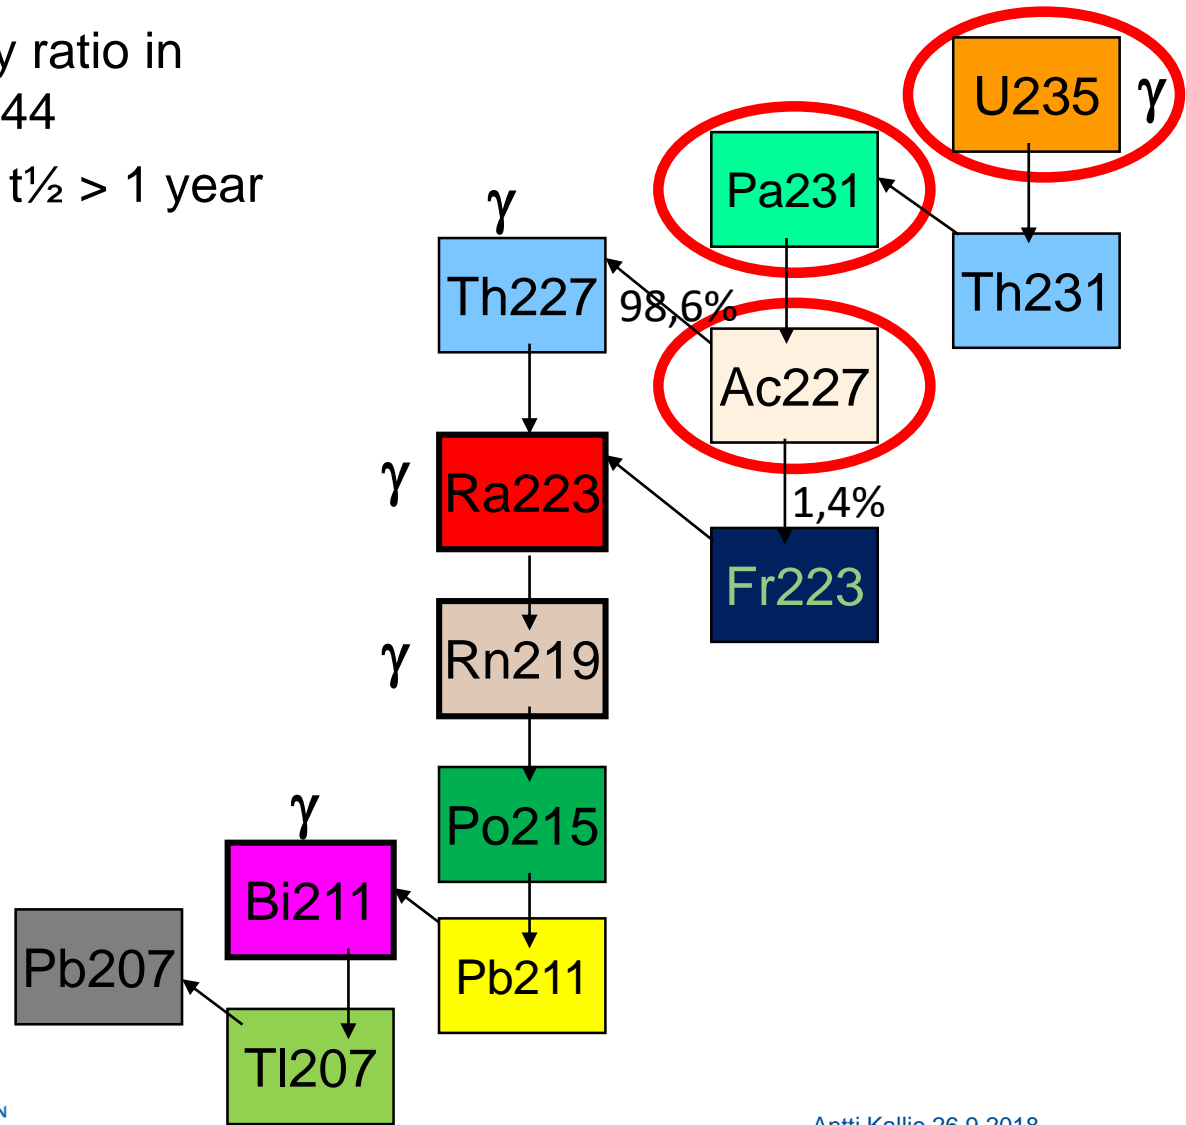 y ratio in
44
t½ > 1 year
U235 γ
Pa231
γ
Th227
98,6%
Th231
Ac227
γ Ra223
1,4%
Fr223
γ Rn219
γ
Po215
Bi211
Pb207
Pb211
Tl207
N